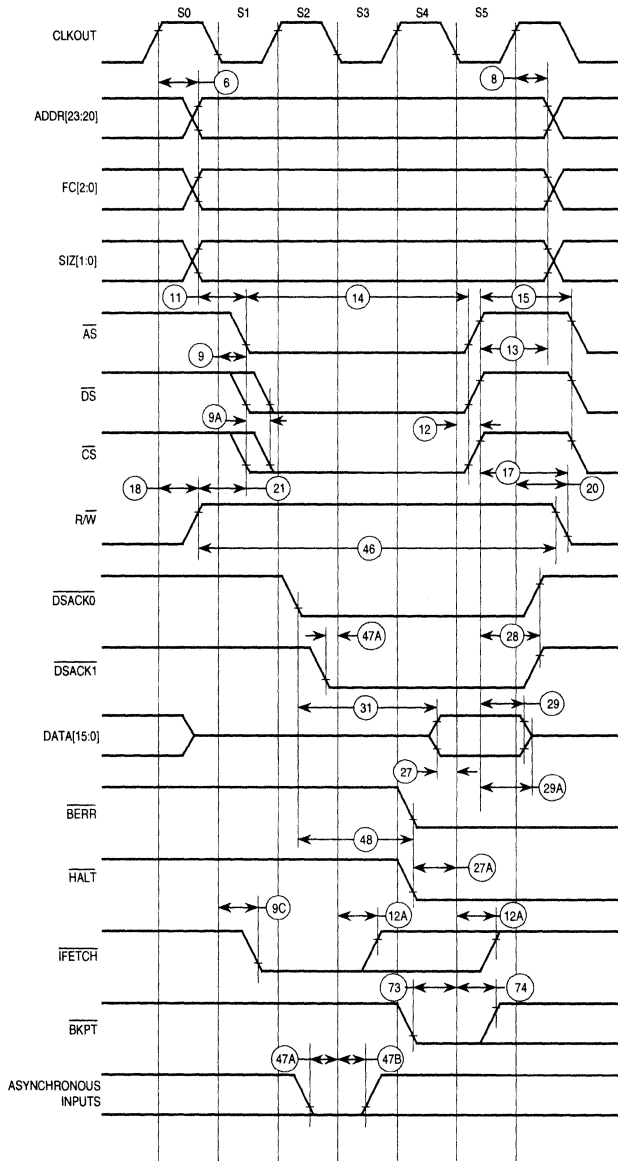 S0 S1 S2 S3 S4 S5
CLKOUT
6 8
ADDR[23:20]
FC[2:0]
SIZ[1:0]
11 14 15
AS
9 13
DS
9A 12
CS
17
18 21 20
R/W
46
DSACK0
47A 28
DSACK1
31 29
DATA[15:0]
27 29A
BERR
48
27A
HALT
9C 12A 12A
IFETCH
73 74
BKPT
47A 47B
ASYNCHRONOUS
INPUTS